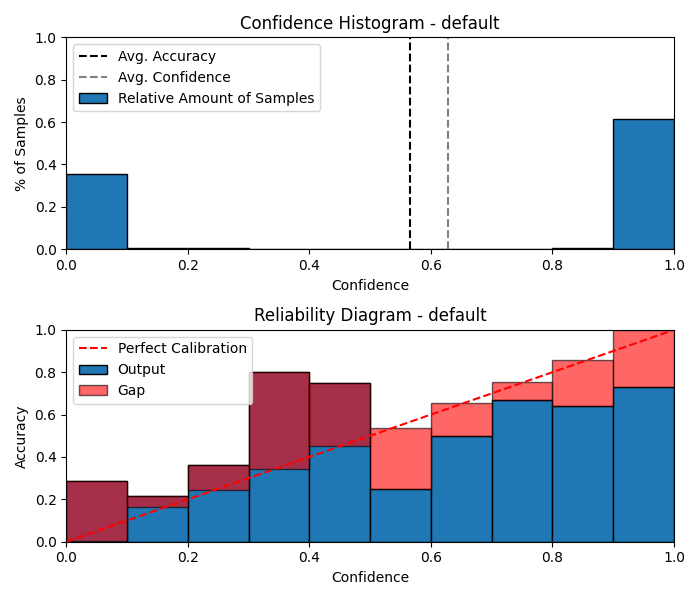 Confidence Histogram - default
1.0
0.8
0.6
0.4
0.2
0.0
% of Samples
Avg. Accuracy
Avg. Confidence
Relative Amount of Samples
0.0 0.2 0.4 0.6 0.8 1.0
Confidence
Reliability Diagram - default
1.0
0.8
0.6
0.4
0.2
0.0
Accuracy
Perfect Calibration
Output
Gap
0.0 0.2 0.4 0.6 0.8 1.0
Confidence